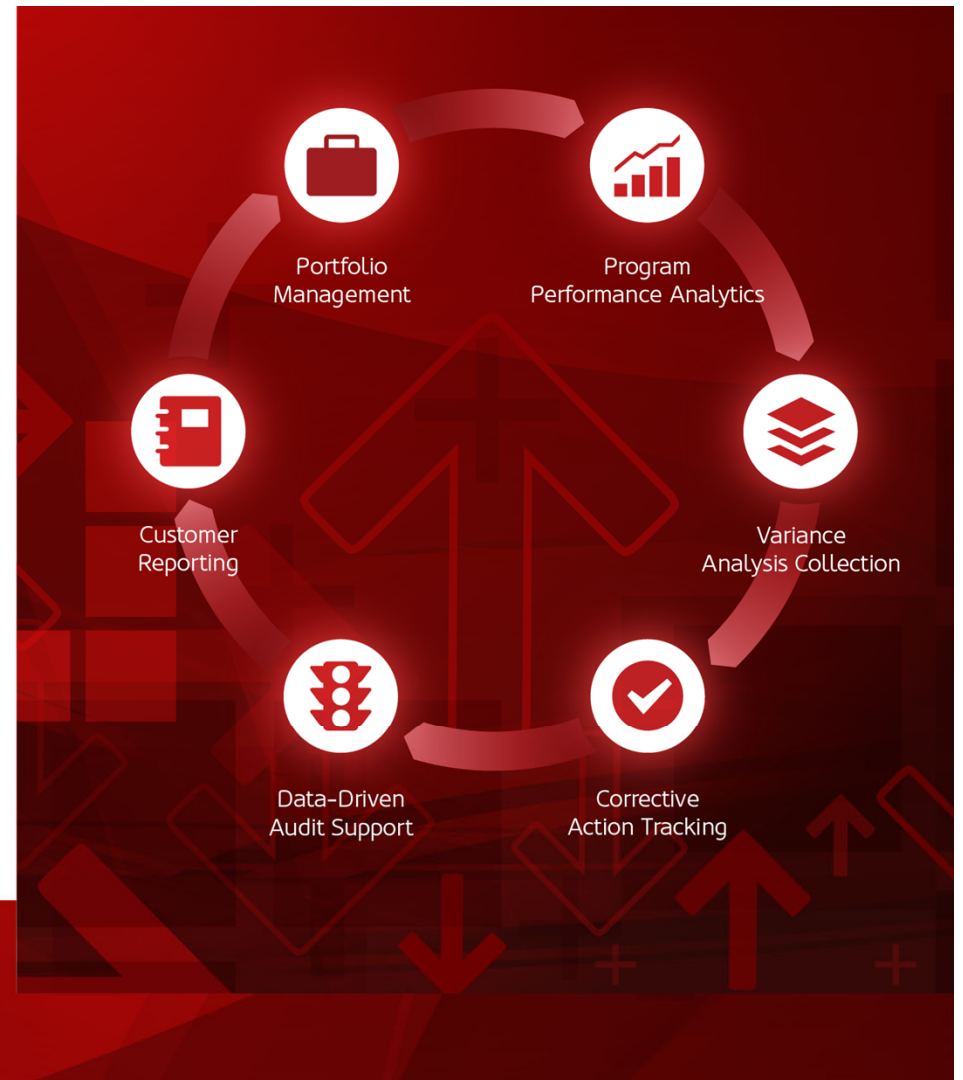 Portfolio
Management
Program
Performance Analytics
Customer
Reporting
Variance
Analysis Collection
Data-Driven
Audit Support
Corrective
Action Tracking